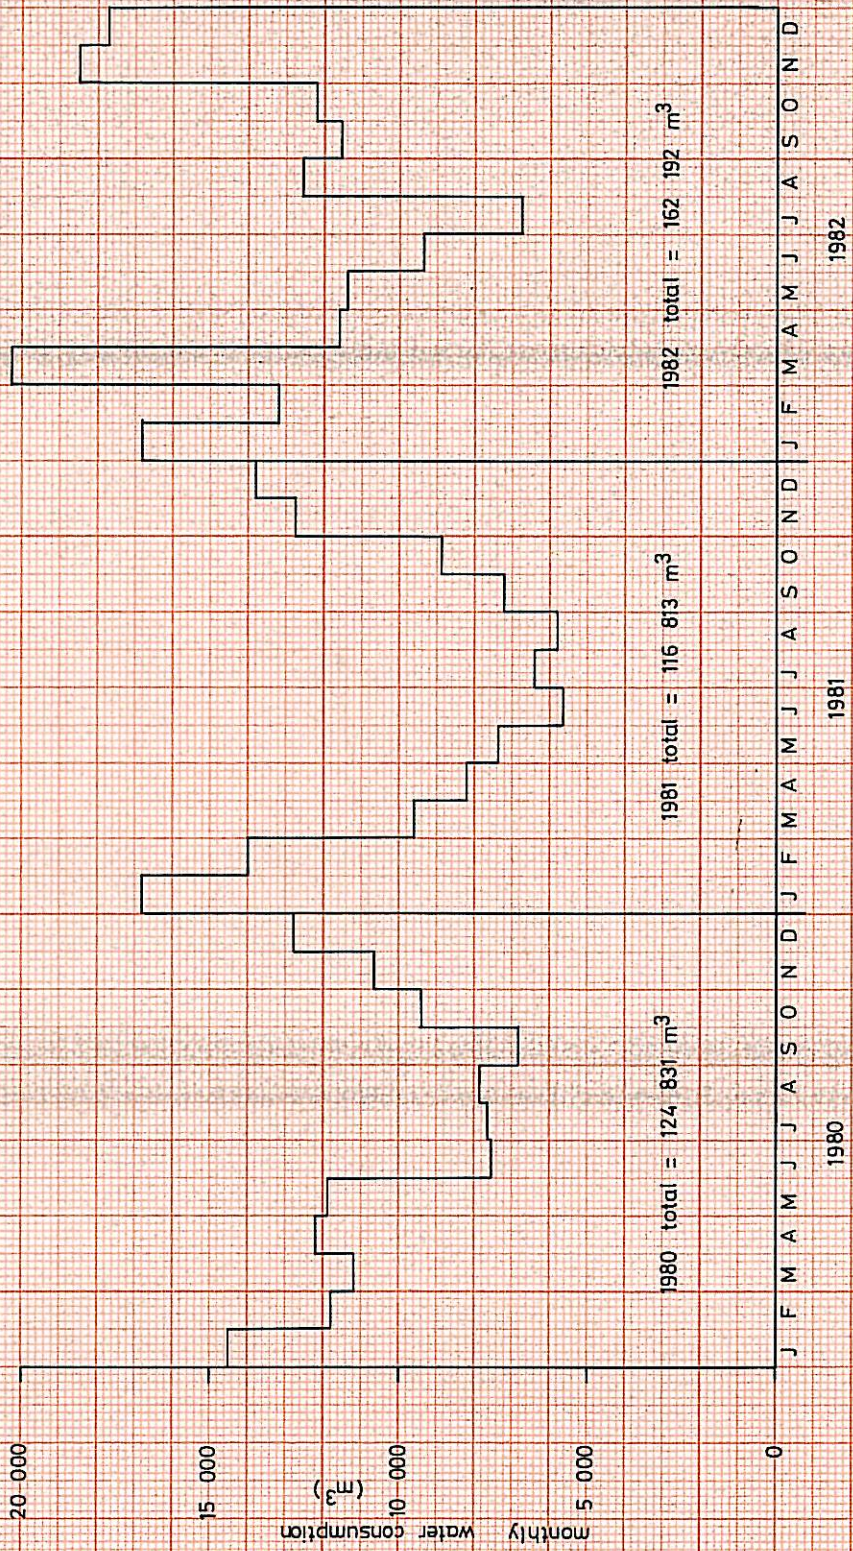 monthly water consumption
(m³)
20 000
15 000
10 000
5 000
0
1980 total = 124 831 m³
1981 total = 116 813 m³
1982 total = 162 192 m³
J F M A M J J A S O N D J F M A M J J A S O N D J F M A M J J A S O N D
1980 1981 1982